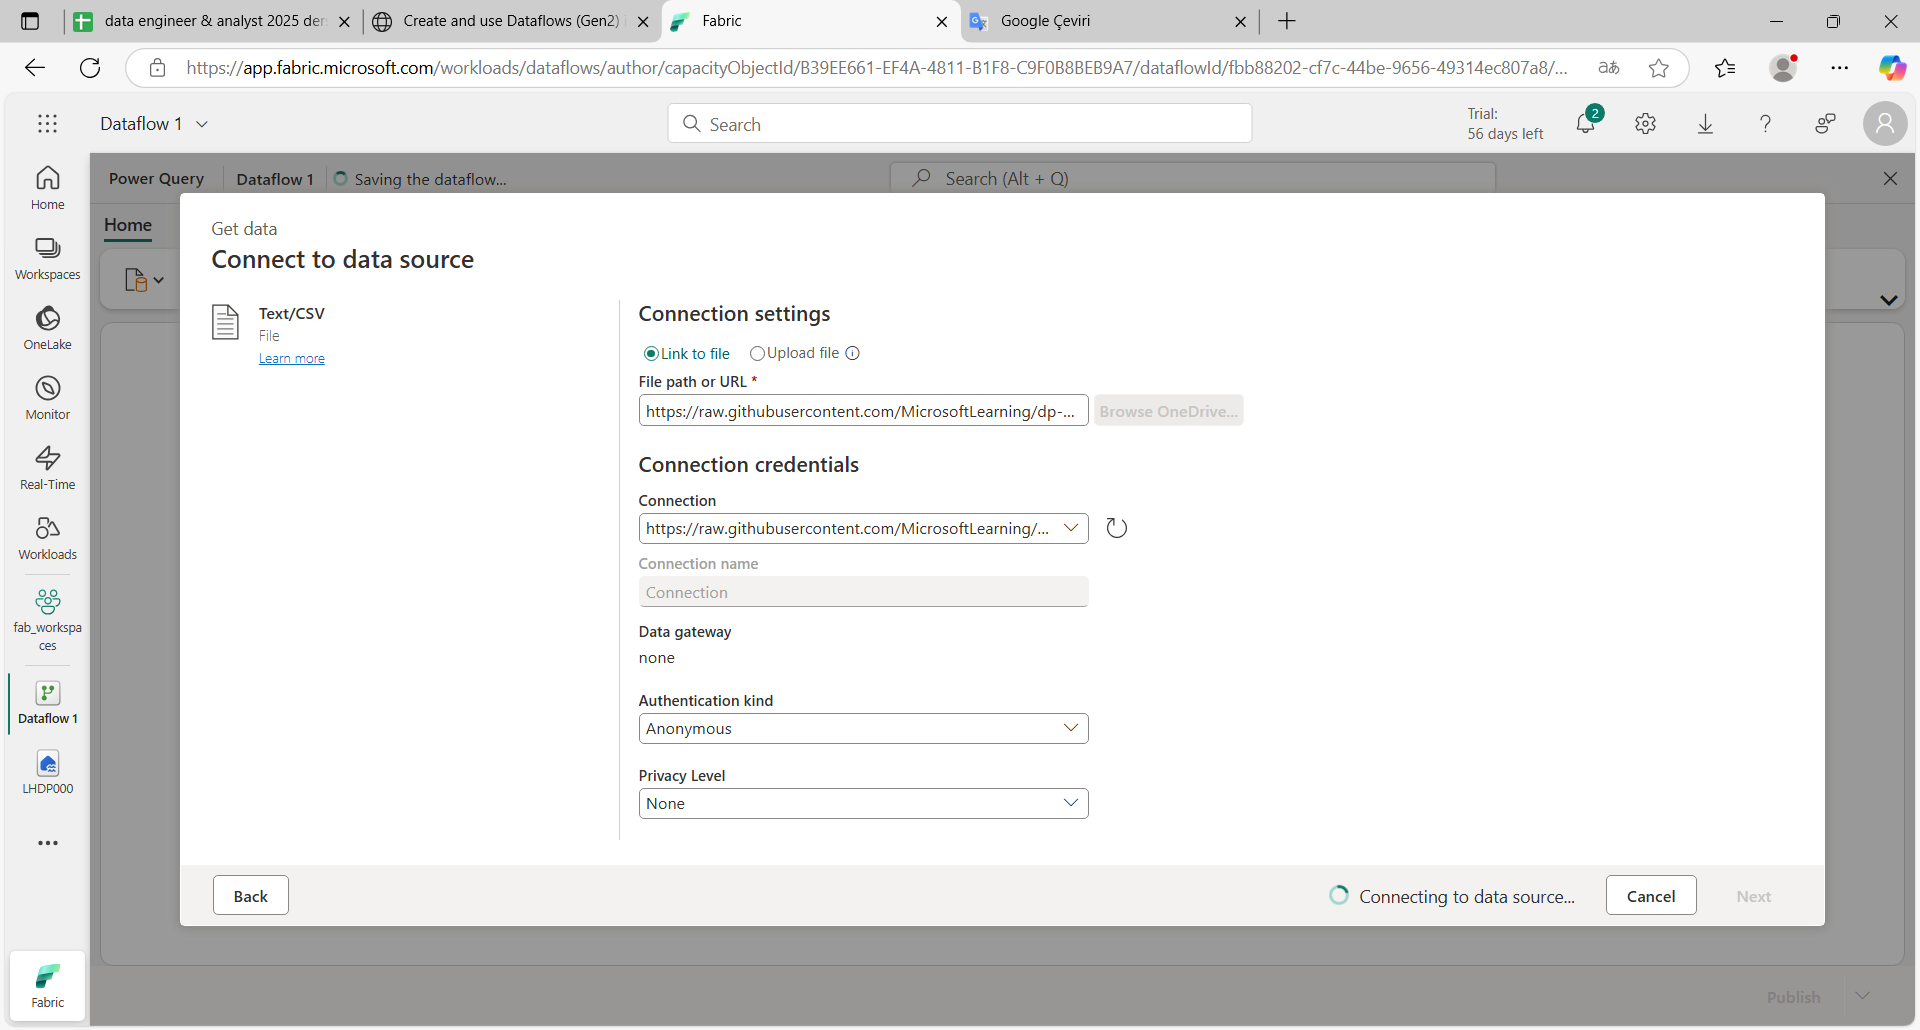 data engineer & analyst 2025 der
Create and use Dataflows (Gen2)
Fabric
Google Çeviri
https://app.fabric.microsoft.com/workloads/dataflows/author/capacityObjectId/B39EE661-EF4A-4811-B1F8-C9F0B8BEB9A7/dataflowId/fbb88202-cf7c-44be-9656-49314ec807a8/...
aあ
Dataflow 1
Search
Trial:
56 days left
2
Home
Workspaces
OneLake
Monitor
Real-Time
Workloads
fab_workspa
ces
Dataflow 1
LHDP000
Fabric
Power Query
Dataflow 1
Saving the dataflow...
Search (Alt + Q)
Home
Get data
Connect to data source
Text/CSV
File
Learn more
Connection settings
Link to file
Upload file
File path or URL *
https://raw.githubusercontent.com/MicrosoftLearning/dp-...
Browse OneDrive...
Connection credentials
Connection
https://raw.githubusercontent.com/MicrosoftLearning/...
Connection name
Connection
Data gateway
none
Authentication kind
Anonymous
Privacy Level
None
Back
Connecting to data source...
Cancel
Next
Publish